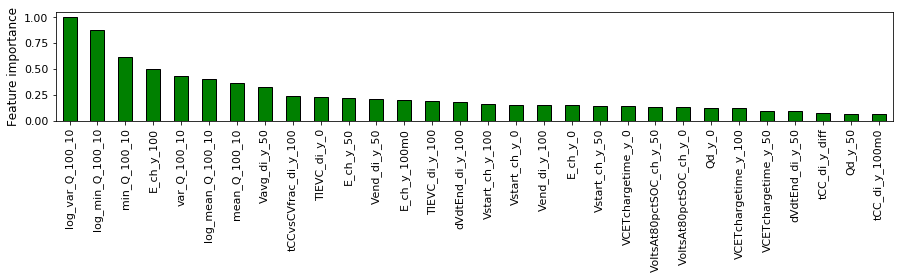 Feature importance
1.00
0.75
0.50
0.25
0.00
log_var_Q_100_10
log_min_Q_100_10
min_Q_100_10
E_ch_y_100
var_Q_100_10
log_mean_Q_100_10
mean_Q_100_10
Vavg_di_y_50
tCCvsCVfrac_di_y_100
TIEVC_di_y_0
E_ch_y_50
Vend_di_y_50
E_ch_y_100m0
TIEVC_di_y_100
dVdtEnd_di_y_100
Vstart_ch_y_100
Vstart_ch_y_0
Vend_di_y_100
E_ch_y_0
Vstart_ch_y_50
VCETchargetime_y_0
VoltsAt80pctSOC_ch_y_50
VoltsAt80pctSOC_ch_y_0
Qd_y_0
VCETchargetime_y_100
VCETchargetime_y_50
dVdtEnd_di_y_50
tCC_di_y_diff
Qd_y_50
tCC_di_y_100m0